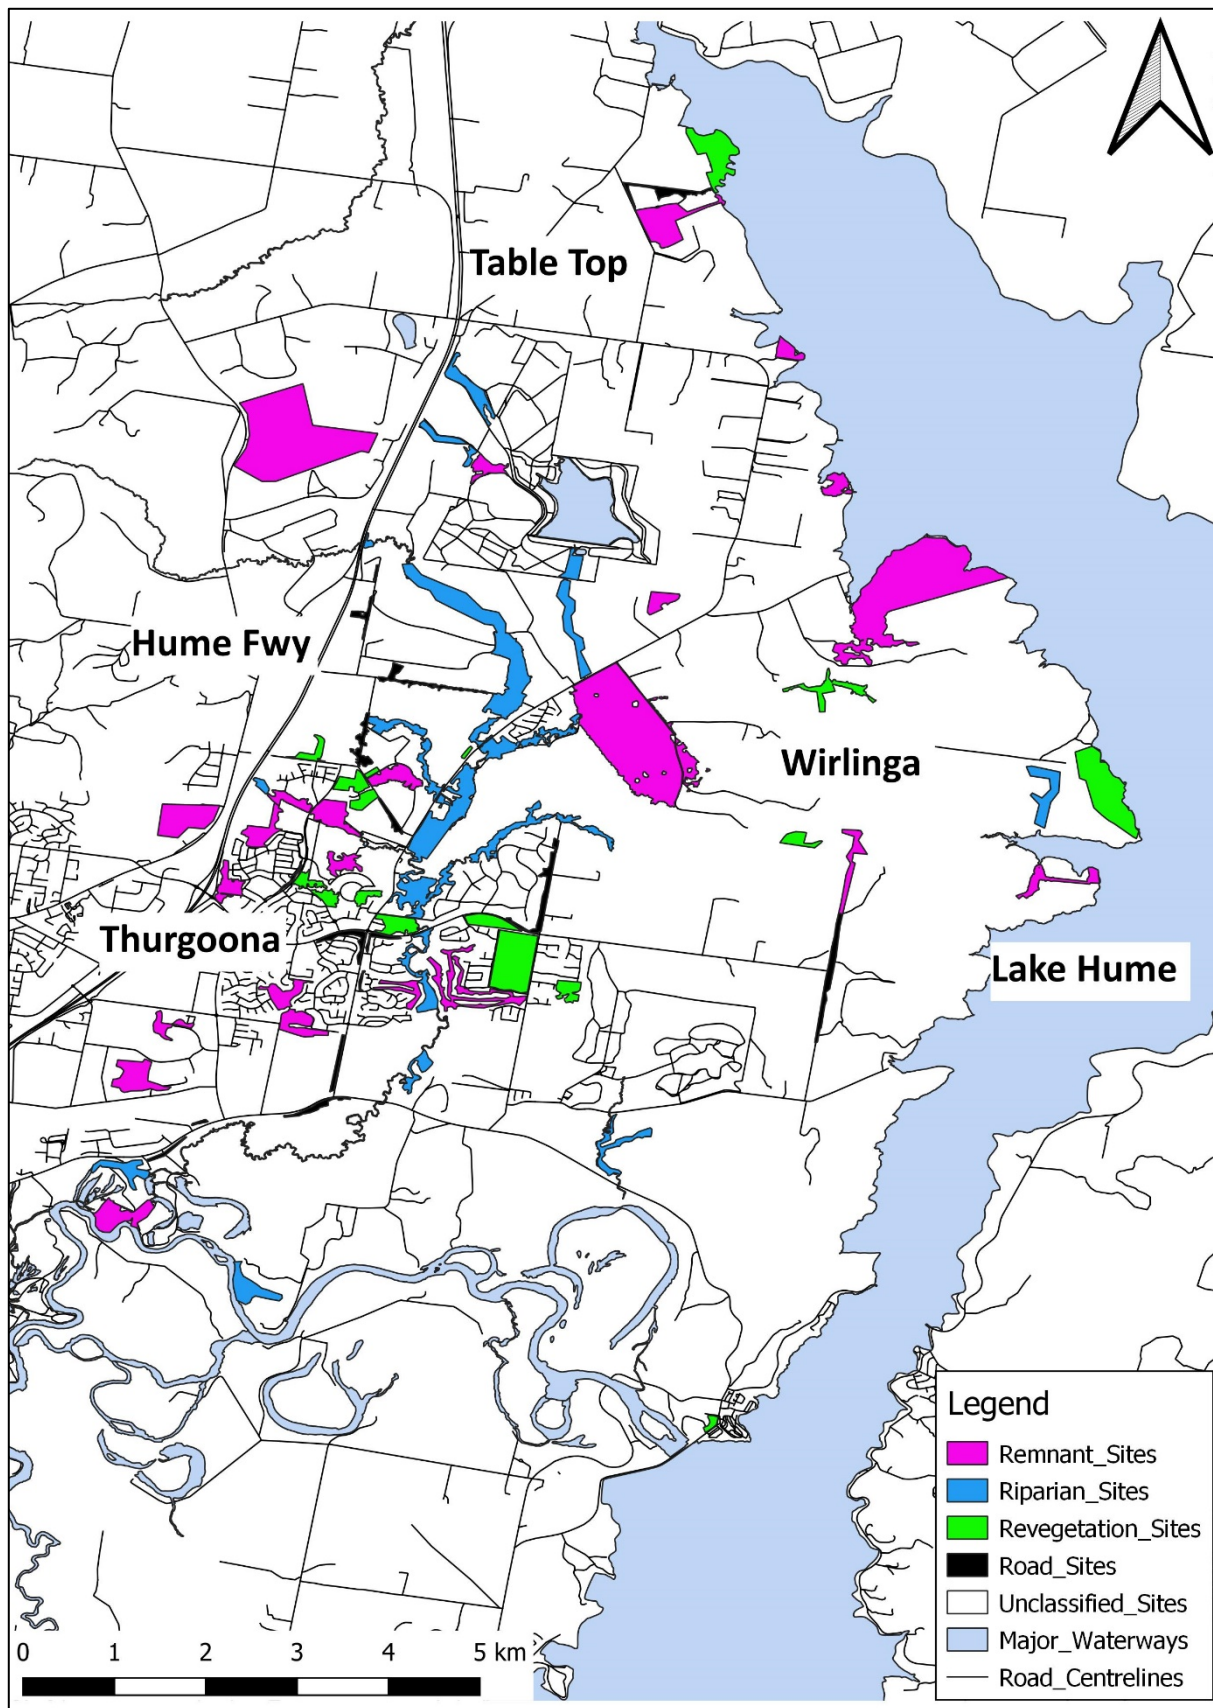 Table Top
Hume Fwy
Wirlinga
Thurgoona
Lake Hume
Legend
Remnant_Sites
Riparian_Sites
Revegetation_Sites
Road_Sites
Unclassified_Sites
Major_Waterways
Road_Centrelines
0 1 2 3 4 5 km